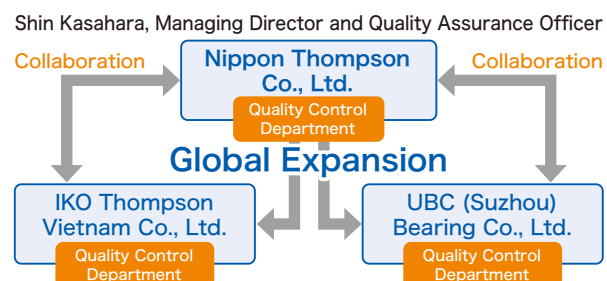 Shin Kasahara, Managing Director and Quality Assurance Officer
Collaboration
Nippon Thompson
Co., Ltd.
Collaboration
Quality Control
Department
Global Expansion
IKO Thompson
Vietnam Co., Ltd.
Quality Control
Department
UBC (Suzhou)
Bearing Co., Ltd.
Quality Control
Department